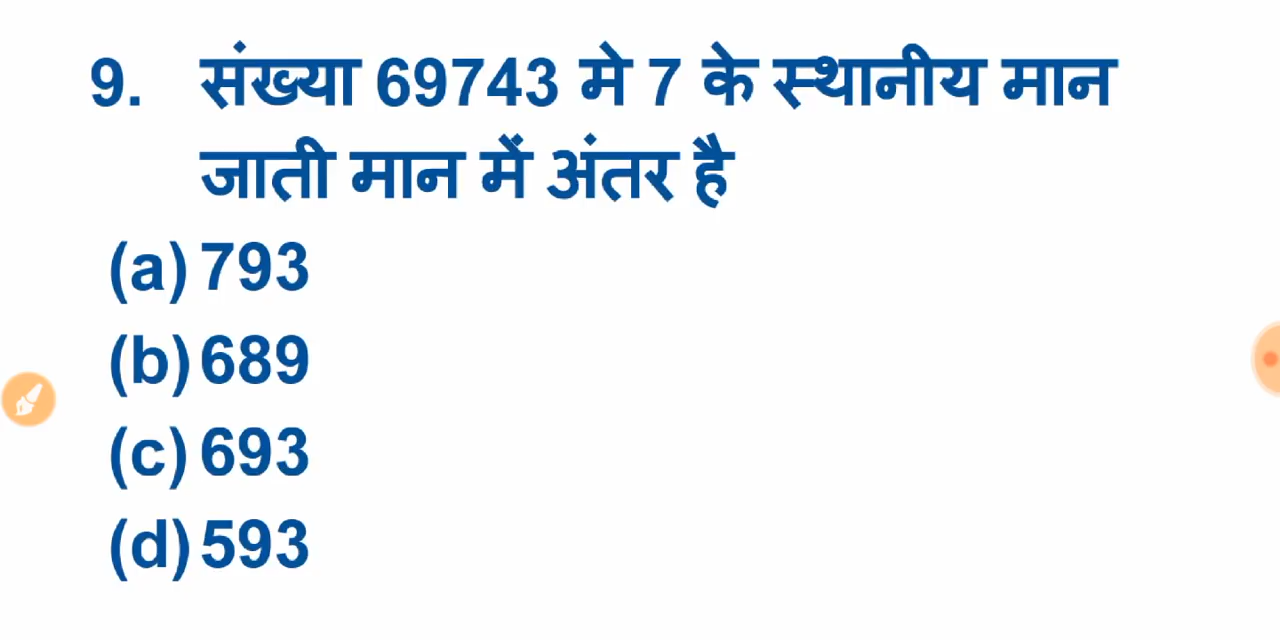 9. संख्या 69743 मे 7 के स्थानीय मान
जाती मान में अंतर है
(a) 793
(b) 689
(c) 693
(d) 593